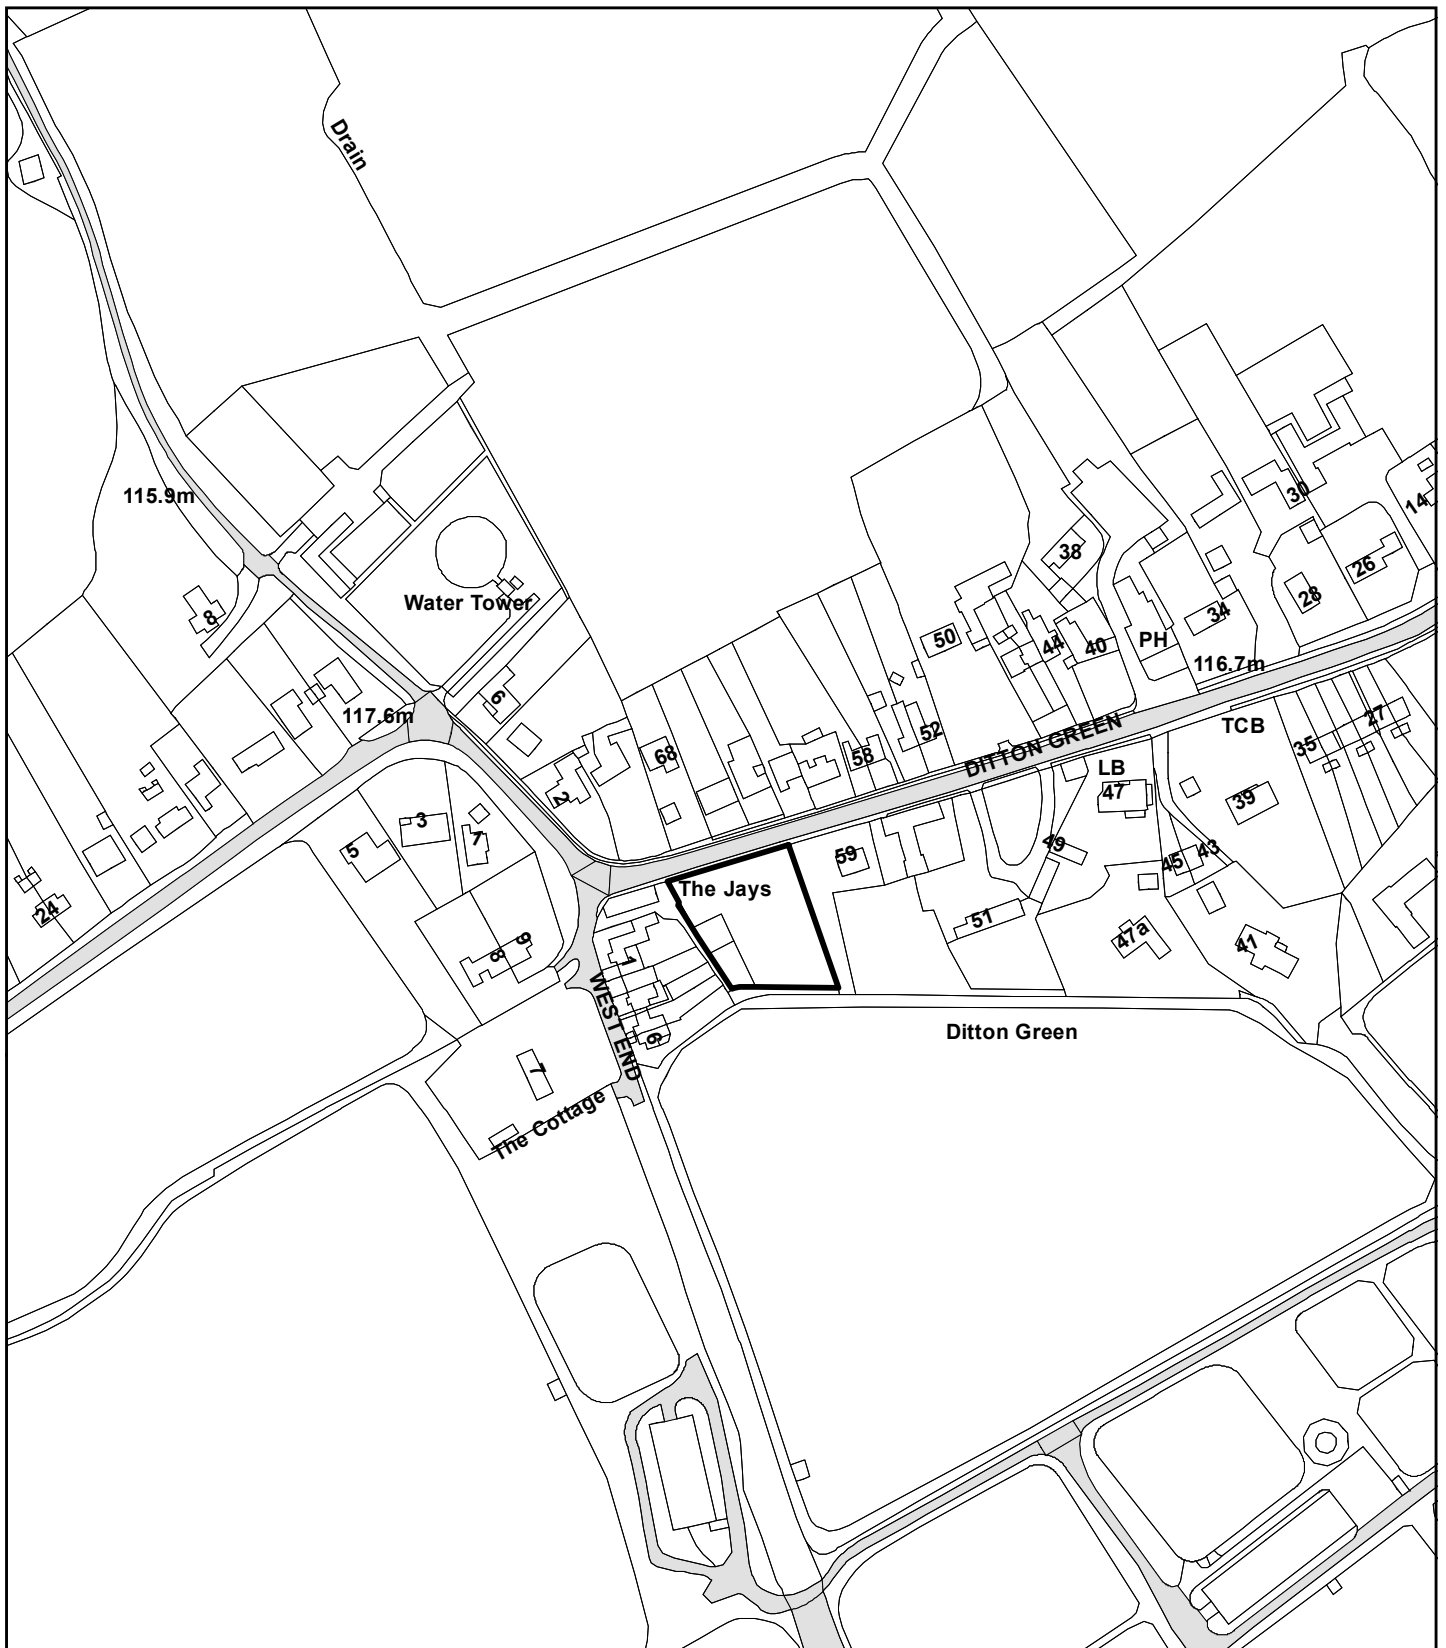 Drain
115.9m
30
14
38
26
28
Water Tower
8
34
50
44
40
PH
116.7m
6
117.6m
DITTON GREEN
TCB
27
52
35
68
58
LB
2
47
39
3
7
49
5
59
45
43
The Jays
24
51
47a
41
9
8
1
WEST END
Ditton Green
6
7
The Cottage